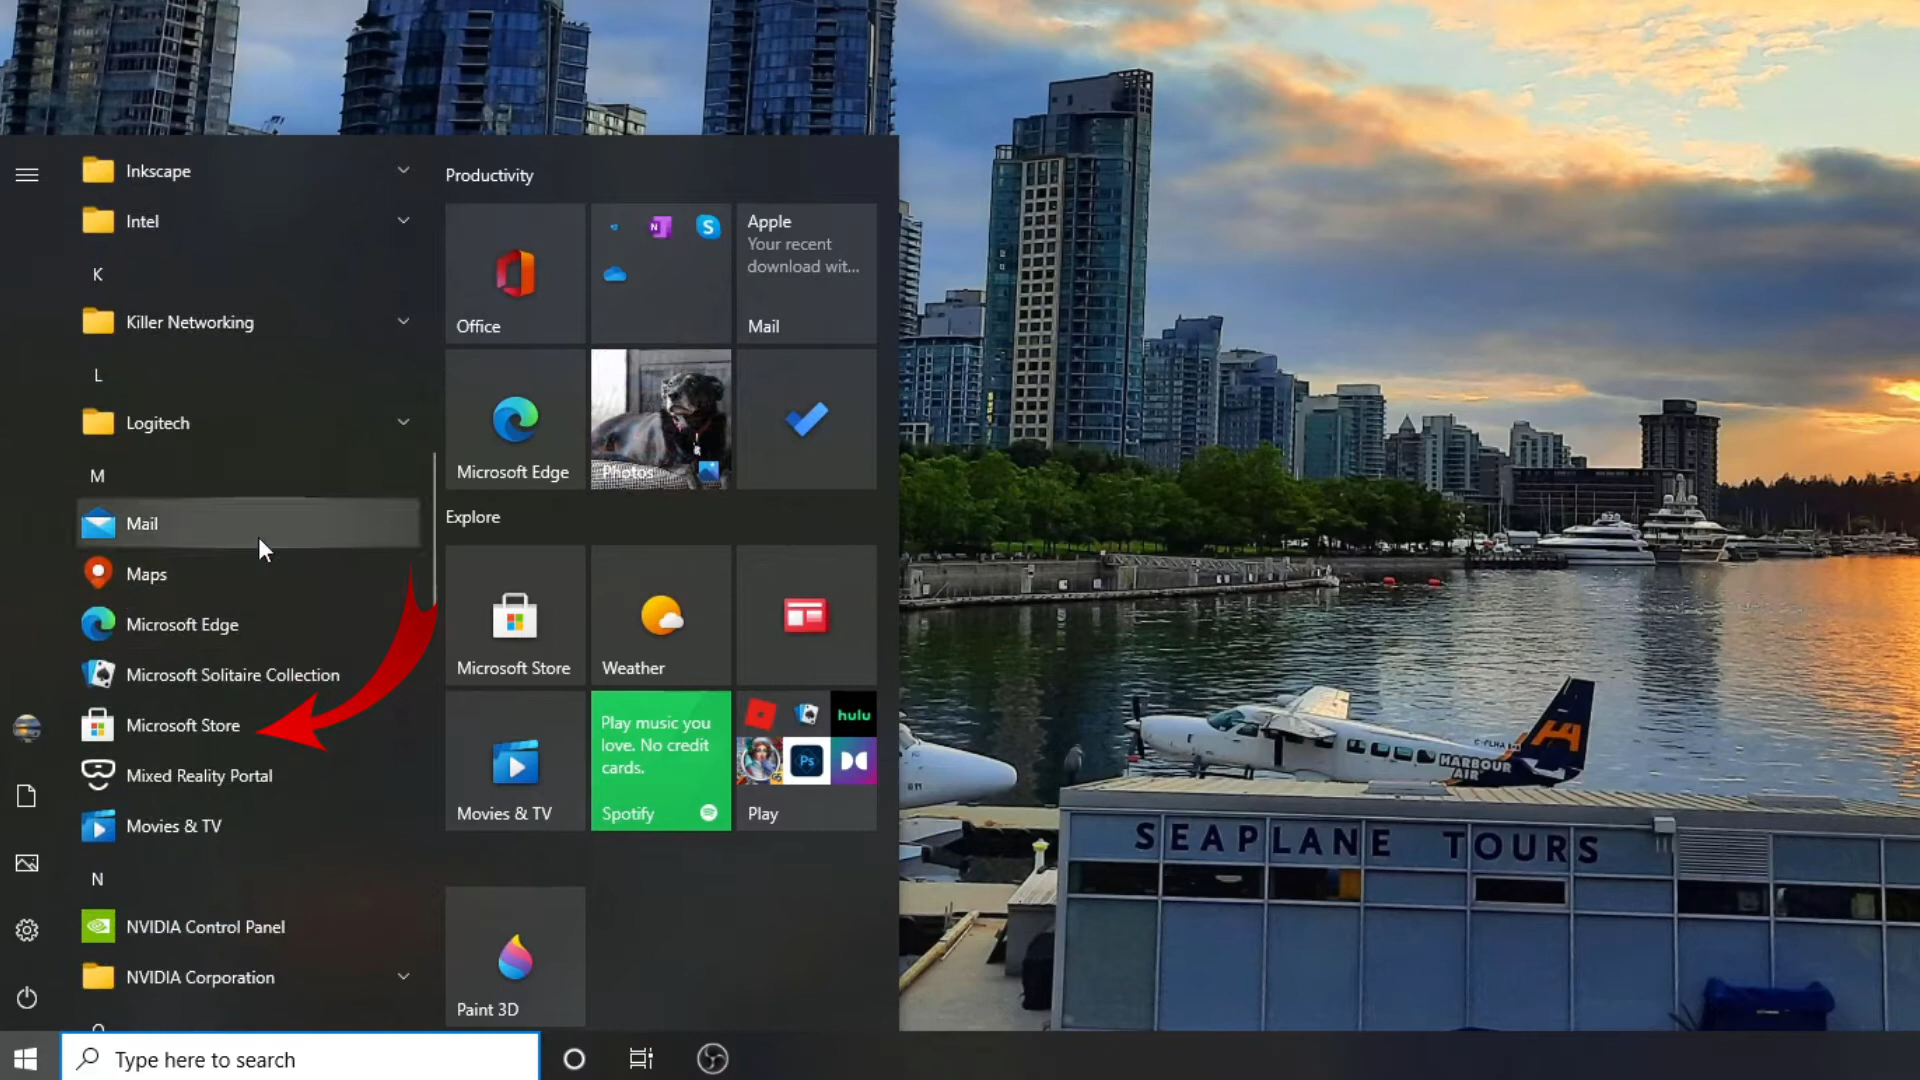 Inkscape
Intel
K
Killer Networking
L
Logitech
M
Mail
Maps
Microsoft Edge
Microsoft Solitaire Collection
Microsoft Store
Mixed Reality Portal
Movies & TV
N
NVIDIA Control Panel
NVIDIA Corporation
Productivity
Office
N
S
Apple
Your recent
download wit...
Mail
Microsoft Edge
Photos
Explore
Microsoft Store
Weather
Movies & TV
Play music you
love. No credit
cards.
Spotify
hulu
Ps
Play
Paint 3D
Type here to search
C-FLHA
HARBOUR
AIR
SEAPLANE TOURS